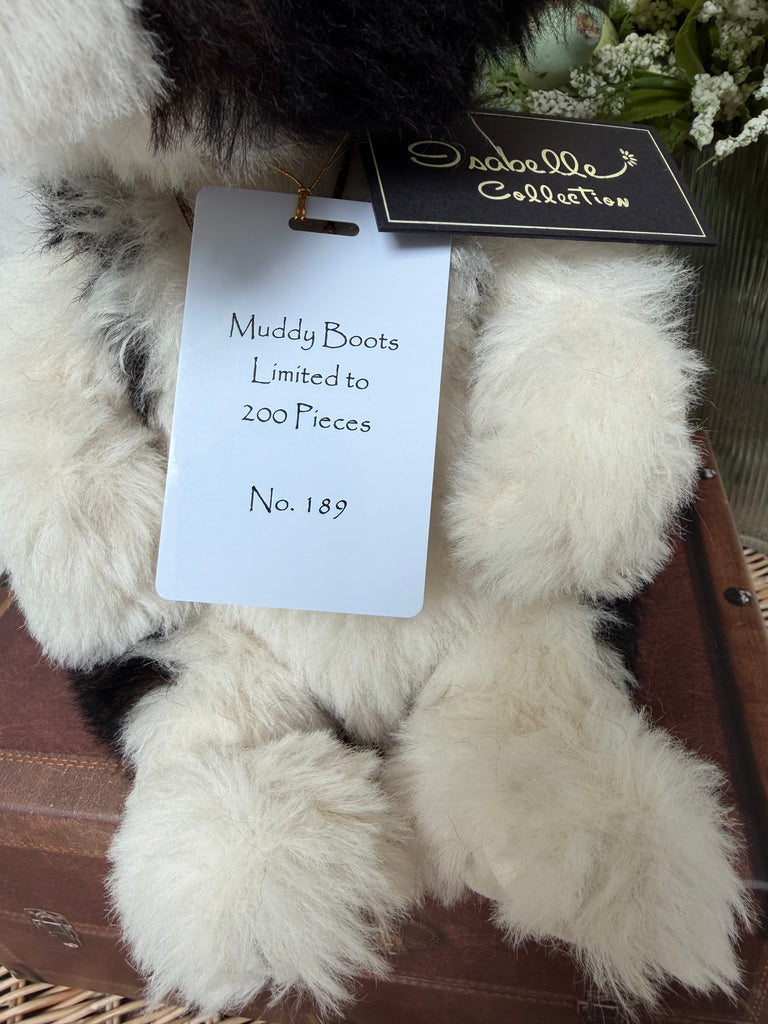 Isabelle
Collection
Muddy Boots
Limited to
200 Pieces
No. 189